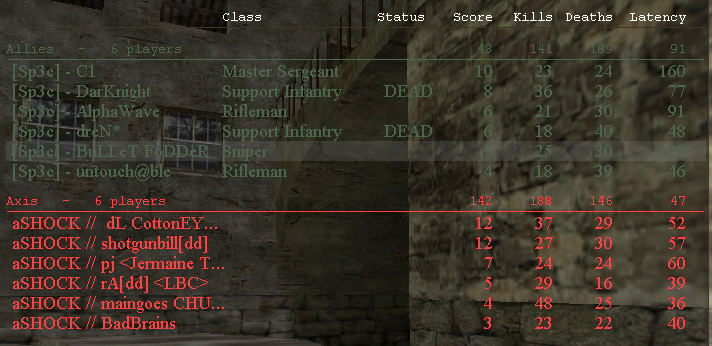 Class Status Score Kills Deaths Latency
Allies - 6 players 48 141 189 91
[Sp3c] - C1 Master Sergeant 10 23 24 160
[Sp3c] - DarKnight Support Infantry DEAD 8 36 26 77
[Sp3c] - AlphaWave Rifleman 6 21 30 91
[Sp3c] - dreN* Support Infantry DEAD 6 18 40 48
[Sp3c] - BuLLeT FoDDeR Sniper 25 30
[Sp3c] - untouch@ble Rifleman 4 18 39 46
Axis - 6 players 142 188 146 47
aSHOCK // dL CottonEY... 12 37 29 52
aSHOCK // shotgunbill[dd] 12 27 30 57
aSHOCK // pj <Jermaine T... 7 24 24 60
aSHOCK // rA[dd] <LBC> 5 29 16 39
aSHOCK // maingoes CHU... 4 48 25 36
aSHOCK // BadBrains 3 23 22 40